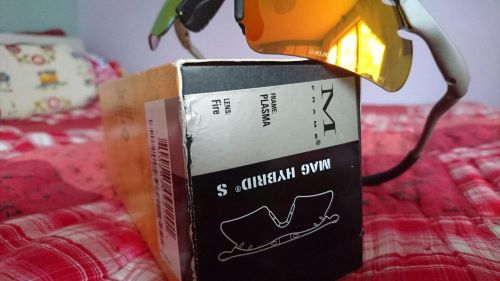 M
FRAME®
FRAME:
PLASMA
LENS:
Fire
MAG HYBRID® S